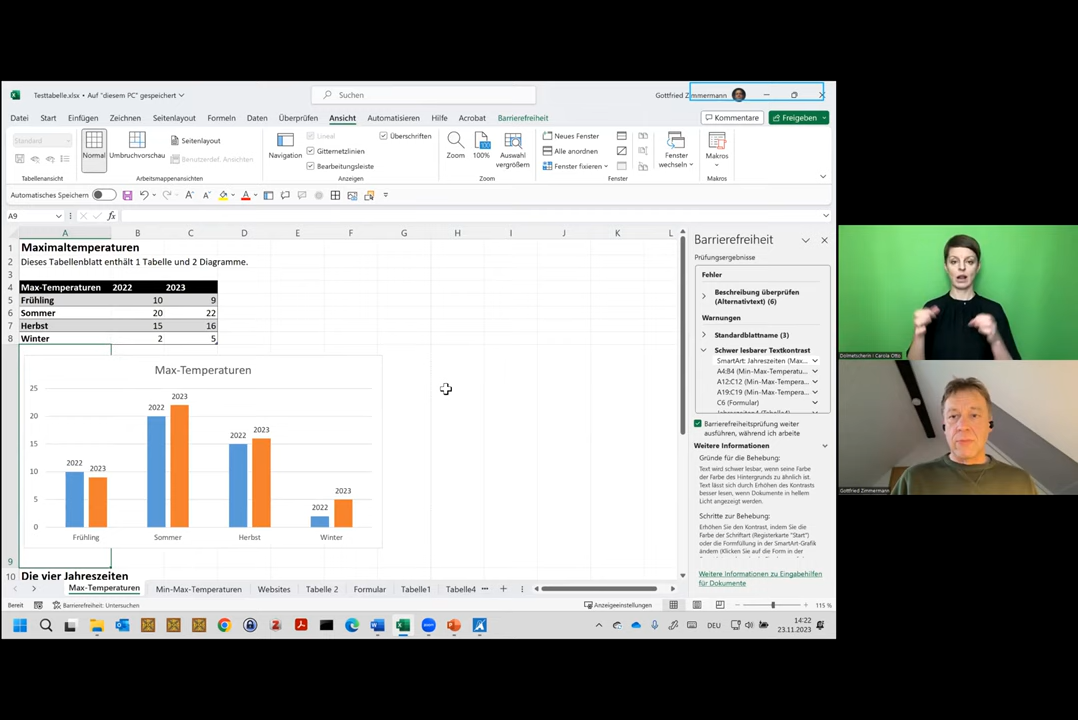 Testtabelle.xlsx • Auf "diesem PC" gespeichert
Suchen
Gottfried Zimmermann
Datei Start Einfügen Zeichnen Seitenlayout Formeln Daten Überprüfen Ansicht Automatisieren Hilfe Acrobat Barrierefreiheit
Kommentare
Freigeben
Standard
Normal
Umbruchvorschau
Seitenlayout
Benutzerdef. Ansichten
Navigation
Lineal
Gitternetzlinien
Bearbeitungsleiste
Überschriften
Zoom
100%
Auswahl
vergrößern
Neues Fenster
Alle anordnen
Fenster fixieren
Fenster
wechseln
Makros
Tabellenansicht
Arbeitsmappenansichten
Anzeigen
Zoom
Fenster
Makros
Automatisches Speichern
A9
fx
A B C D E F G H I J K L
1 Maximaltemperaturen
2 Dieses Tabellenblatt enthält 1 Tabelle und 2 Diagramme.
3
4 Max-Temperaturen 2022 2023
5 Frühling 10 9
6 Sommer 20 22
7 Herbst 15 16
8 Winter 2 5
Max-Temperaturen
25
20
15
10
5
0
2022 2023
2022 2023
2022 2023
2022 2023
Frühling Sommer Herbst Winter
9
10 Die vier Jahreszeiten
Barrierefreiheit
Prüfungsergebnisse
Fehler
Beschreibung überprüfen
(Alternativtext) (6)
Warnungen
Standardblattname (3)
Schwer lesbarer Textkontrast
SmartArt: Jahreszeiten (Max...
A4:B4 (Min-Max-Temperatu...
A12:C12 (Min-Max-Tempera...
A19:C19 (Min-Max-Tempera...
C6 (Formular)
Barrierefreiheitsprüfung weiter
ausführen, während ich arbeite
Weitere Informationen
Gründe für die Behebung:
Text wird schwer lesbar, wenn seine Farbe
der Farbe des Hintergrunds zu ähnlich ist.
Text lässt sich durch Erhöhen des Kontrasts
besser lesen, wenn Dokumente in hellem
Licht angezeigt werden.
Schritte zur Behebung:
Erhöhen Sie den Kontrast, indem Sie die
Farbe der Schriftart (Registerkarte "Start")
oder die Formfüllung in der SmartArt-Grafik
ändern (Klicken Sie auf die Form in der
Weitere Informationen zu Eingabehilfen
für Dokumente
Max-Temperaturen Min-Max-Temperaturen Websites Tabelle 2 Formular Tabelle1 Tabelle4
Bereit
Barrierefreiheit: Untersuchen
Anzeigeeinstellungen
115 %
DEU
14:22
23.11.2023
Dolmetscherin | Carola Otto
Gottfried Zimmermann